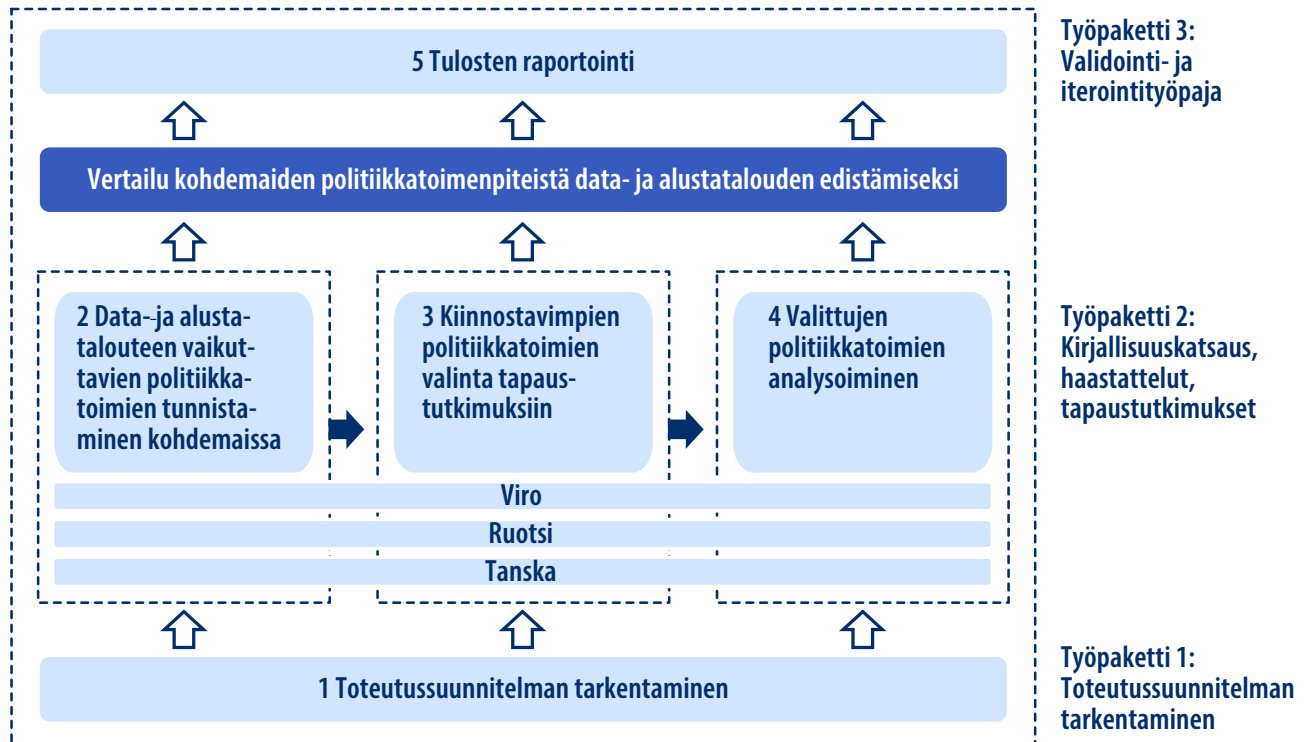 5 Tulosten raportointi
Vertailu kohdemaiden politiikkatoimenpiteistä data- ja alustatalouden edistämiseksi
2 Data- ja alusta-
talouteen vaikut-
tavien politiikka-
toimien tunnista-
minen kohdemaissa
3 Kiinnostavimpien
politiikkatoimien
valinta tapaus-
tutkimuksiin
4 Valittujen
politiikkatoimien
analysoiminen
Viro
Ruotsi
Tanska
1 Toteutussuunnitelman tarkentaminen
Työpaketti 3:
Validointi- ja
iterointityöpaja
Työpaketti 2:
Kirjallisuuskatsaus,
haastattelut,
tapaustutkimukset
Työpaketti 1:
Toteutussuunnitelman
tarkentaminen